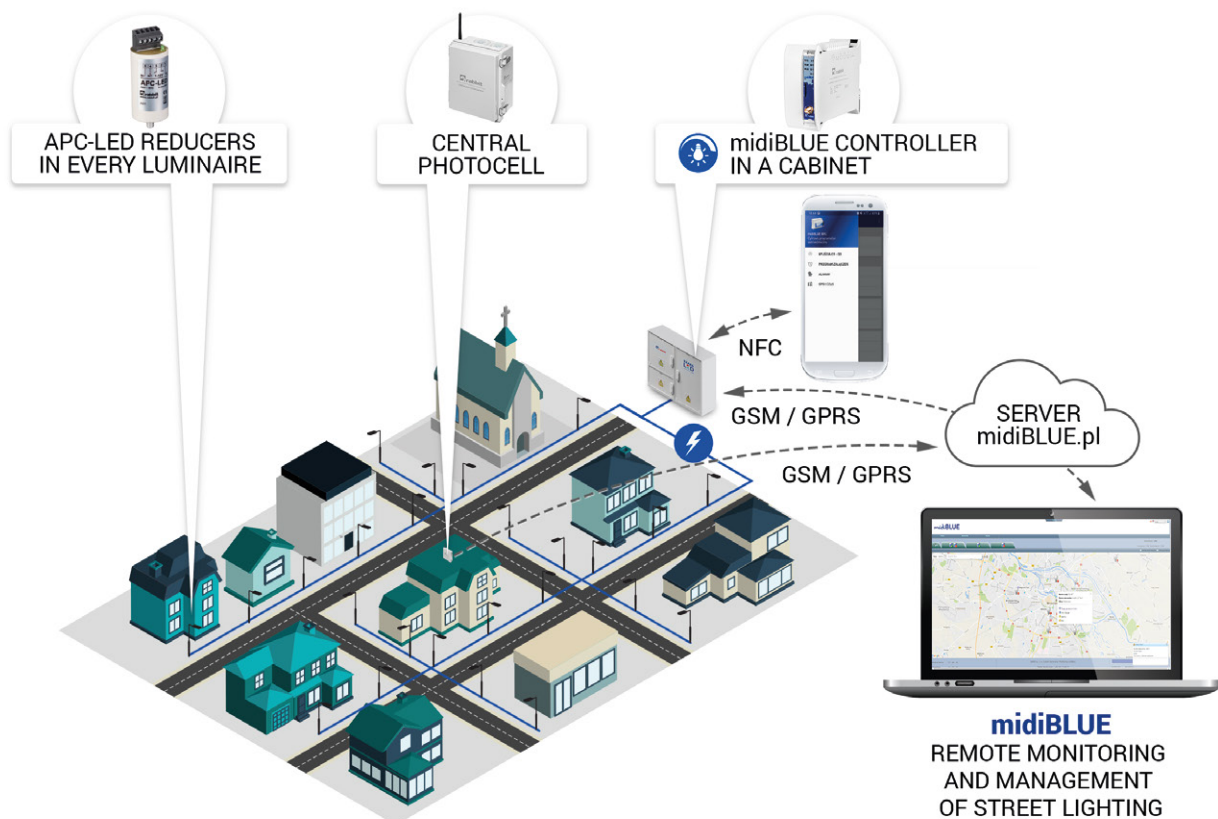 APC-LED REDUCERS
IN EVERY LUMINAIRE
CENTRAL
PHOTOCELL
midiBLUE CONTROLLER
IN A CABINET
NFC
GSM / GPRS
SERVER
midiBLUE.pl
GSM / GPRS
midiBLUE
midiBLUE
REMOTE MONITORING
AND MANAGEMENT
OF STREET LIGHTING